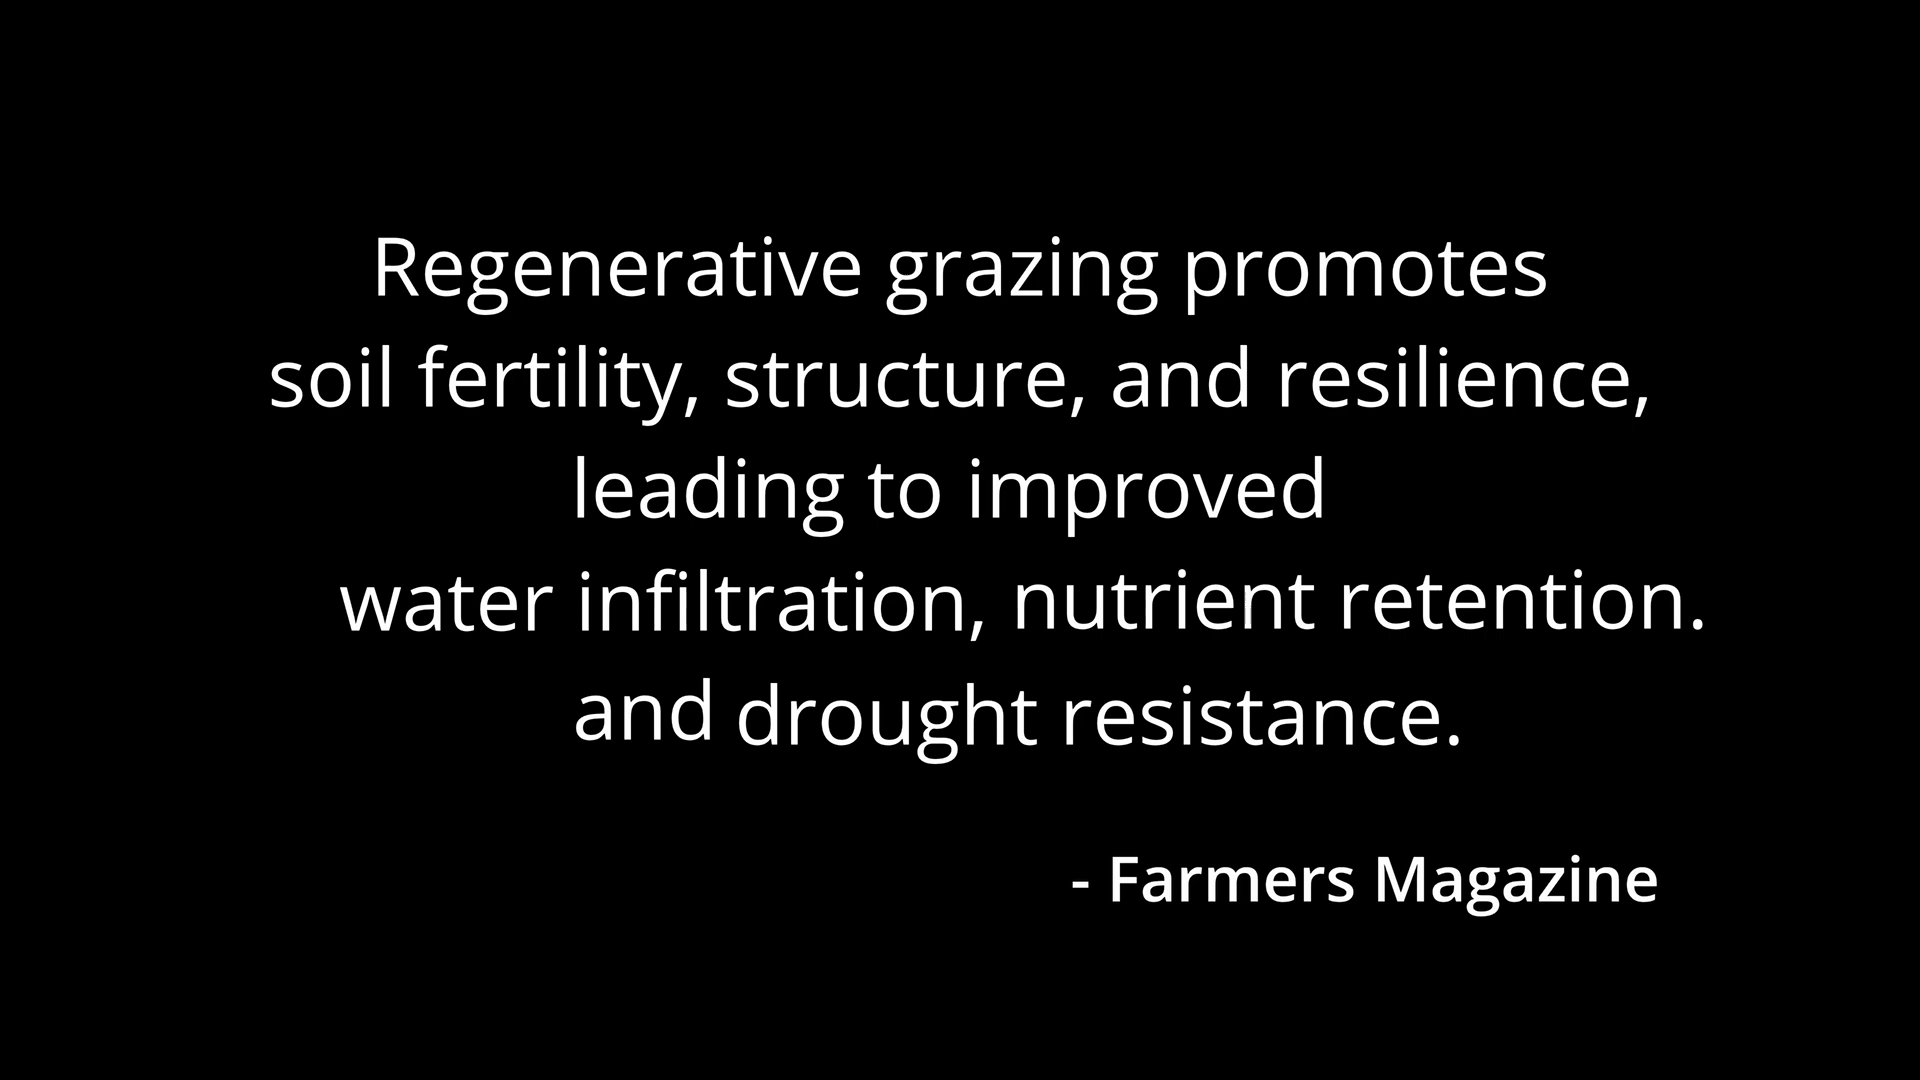 Regenerative grazing promotes
soil fertility, structure, and resilience,
leading to improved
water infiltration, nutrient retention.
and drought resistance.
- Farmers Magazine